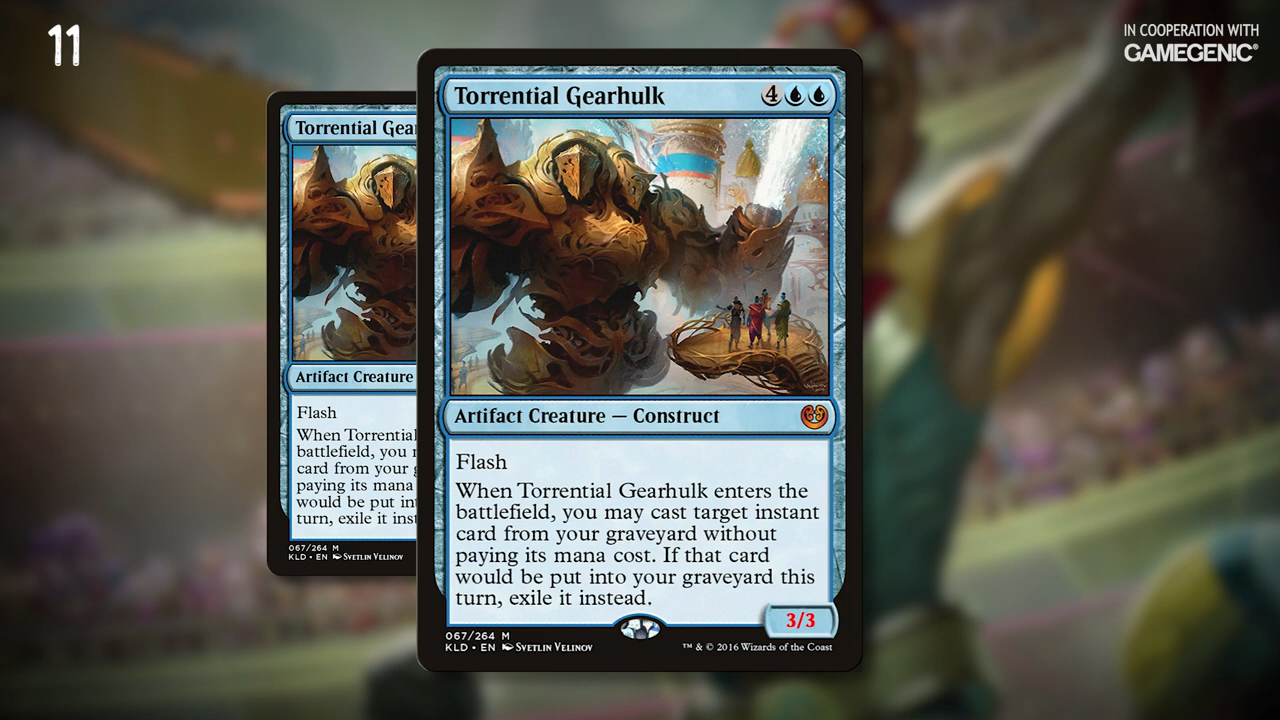 11
IN COOPERATION WITH
GAMEGEN!C®
Torrential Gear
Artifact Creature
Flash
When Torrential
battlefield, you
card from your
paying its mana
would be put in
turn, exile it inst
067/264 M
KLD • EN Svetlin Velinov
Torrential Gearhulk 4
Artifact Creature — Construct
Flash
When Torrential Gearhulk enters the
battlefield, you may cast target instant
card from your graveyard without
paying its mana cost. If that card
would be put into your graveyard this
turn, exile it instead.
3/3
067/264 M
KLD • EN Svetlin Velinov
™ & © 2016 Wizards of the Coast